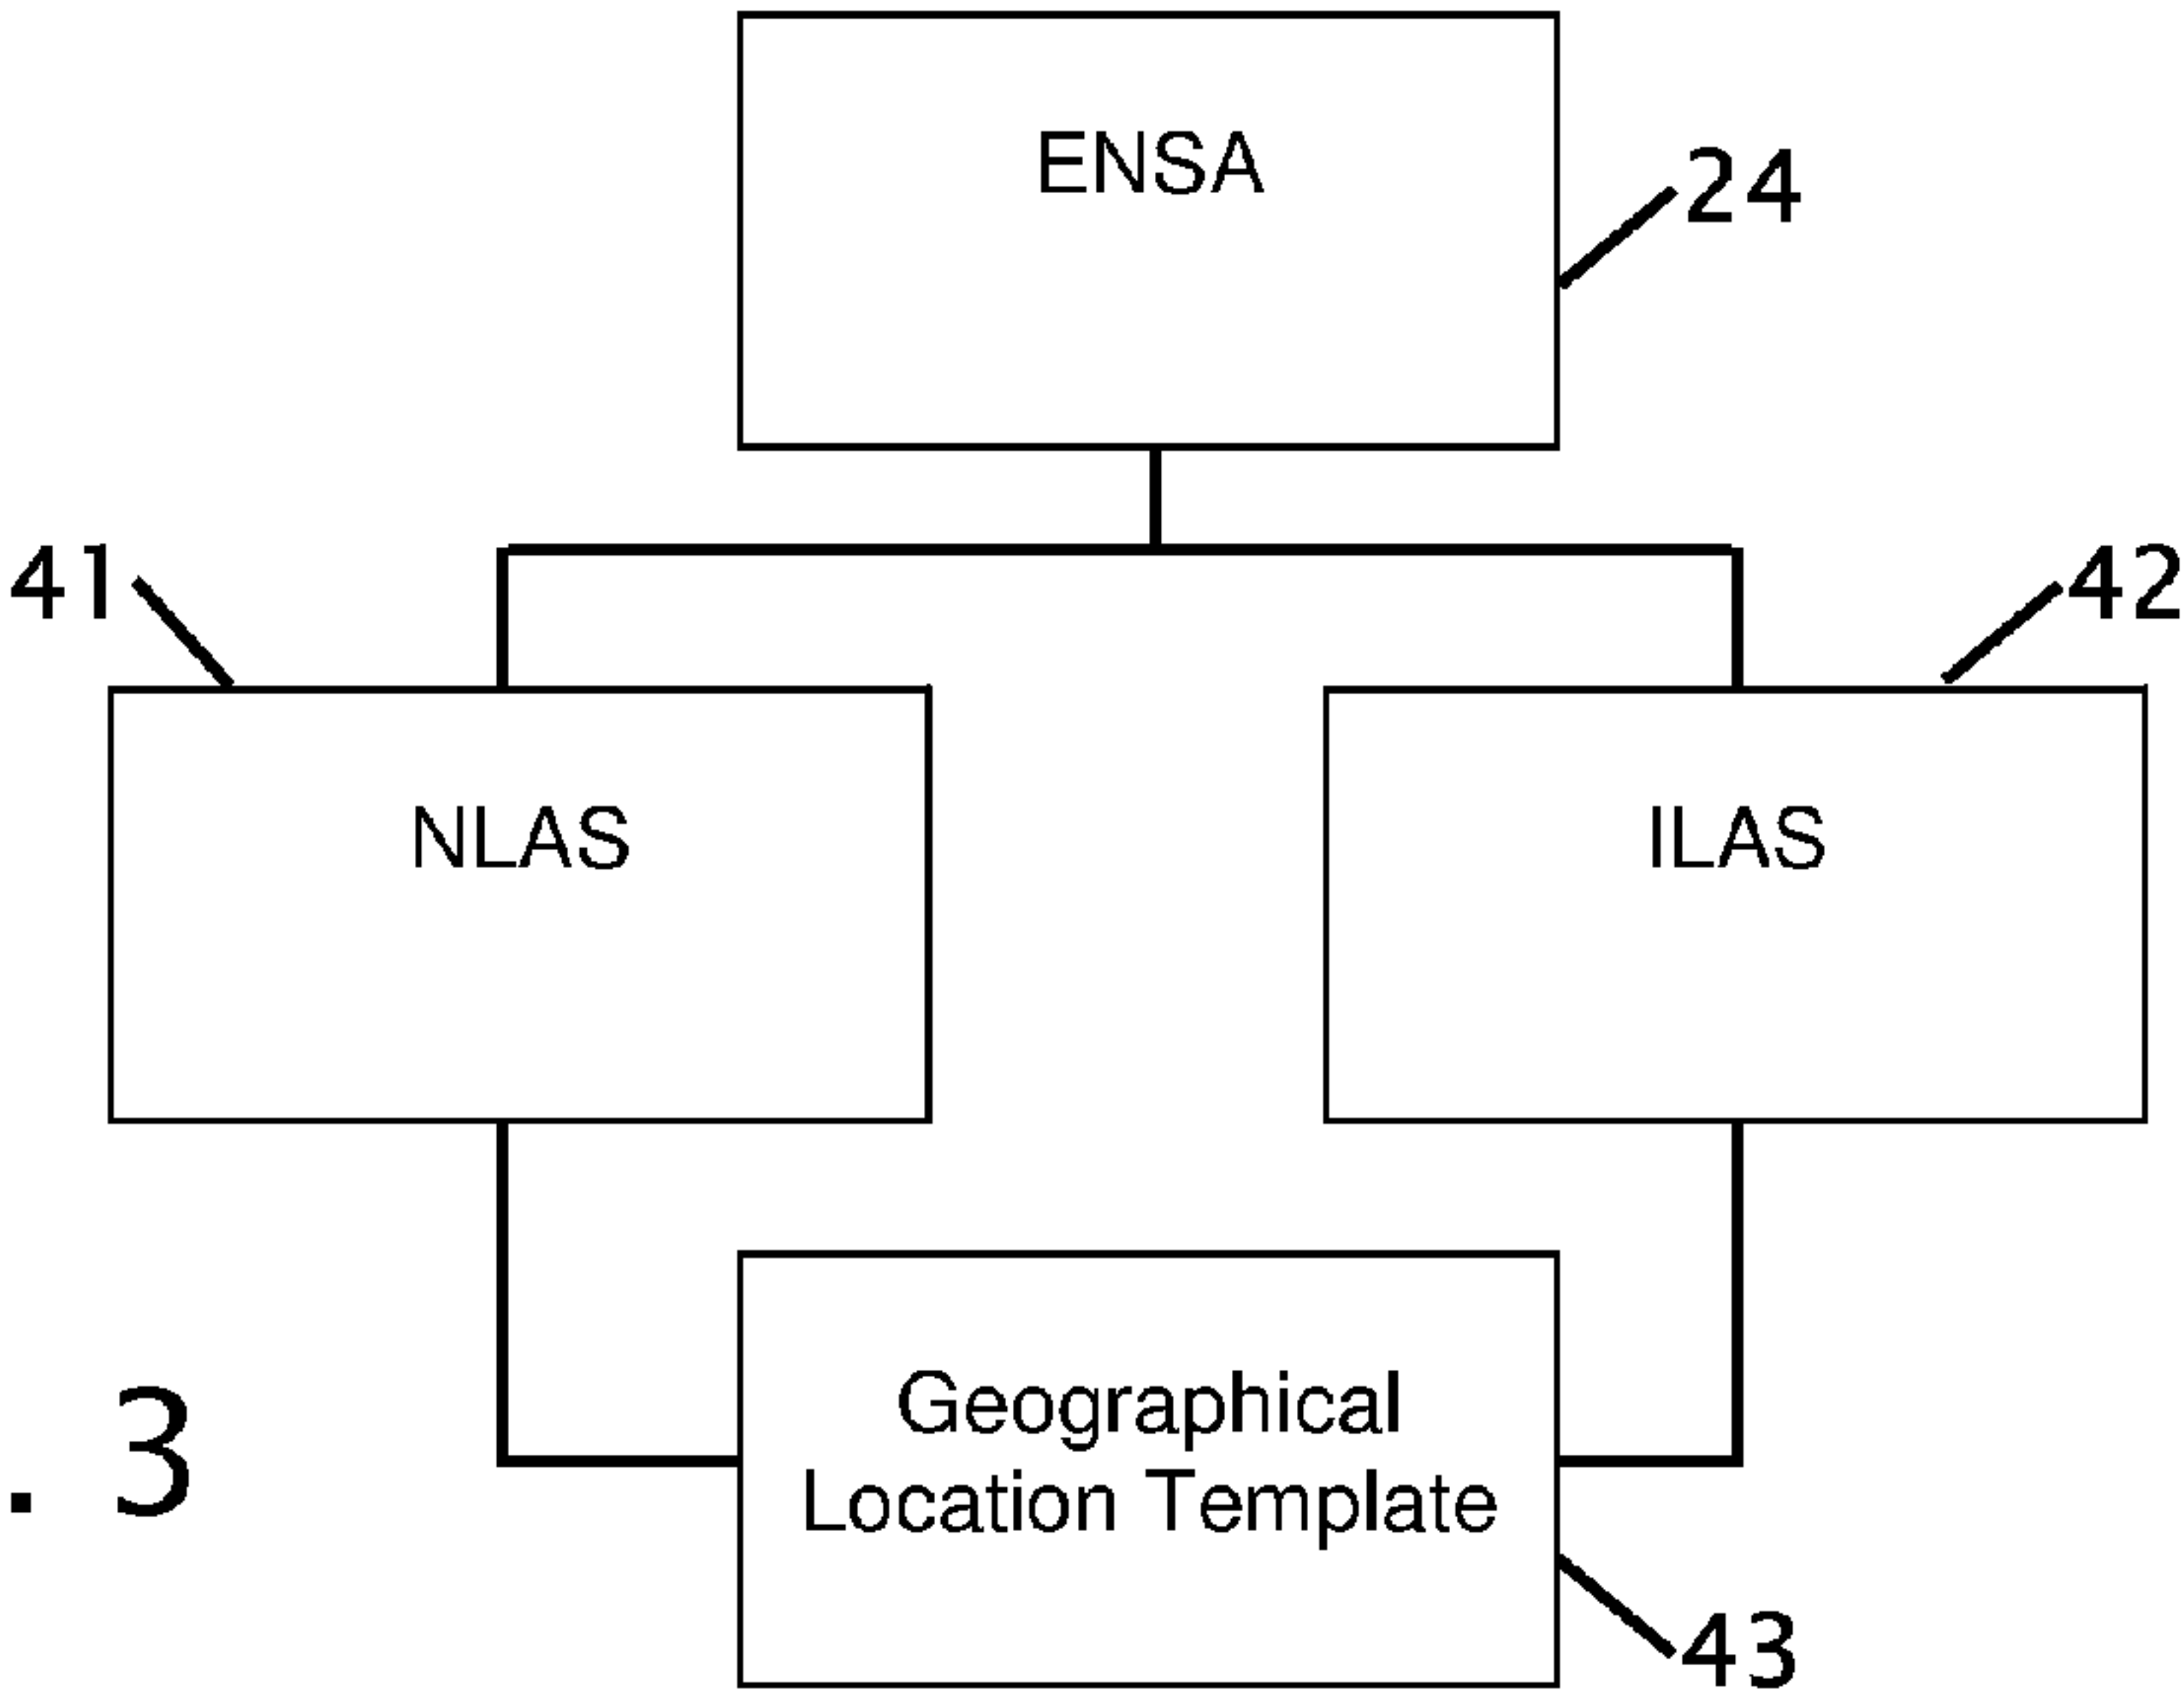 ENSA
24
41
42
NLAS
ILAS
Geographical
Location Template
. 3
43